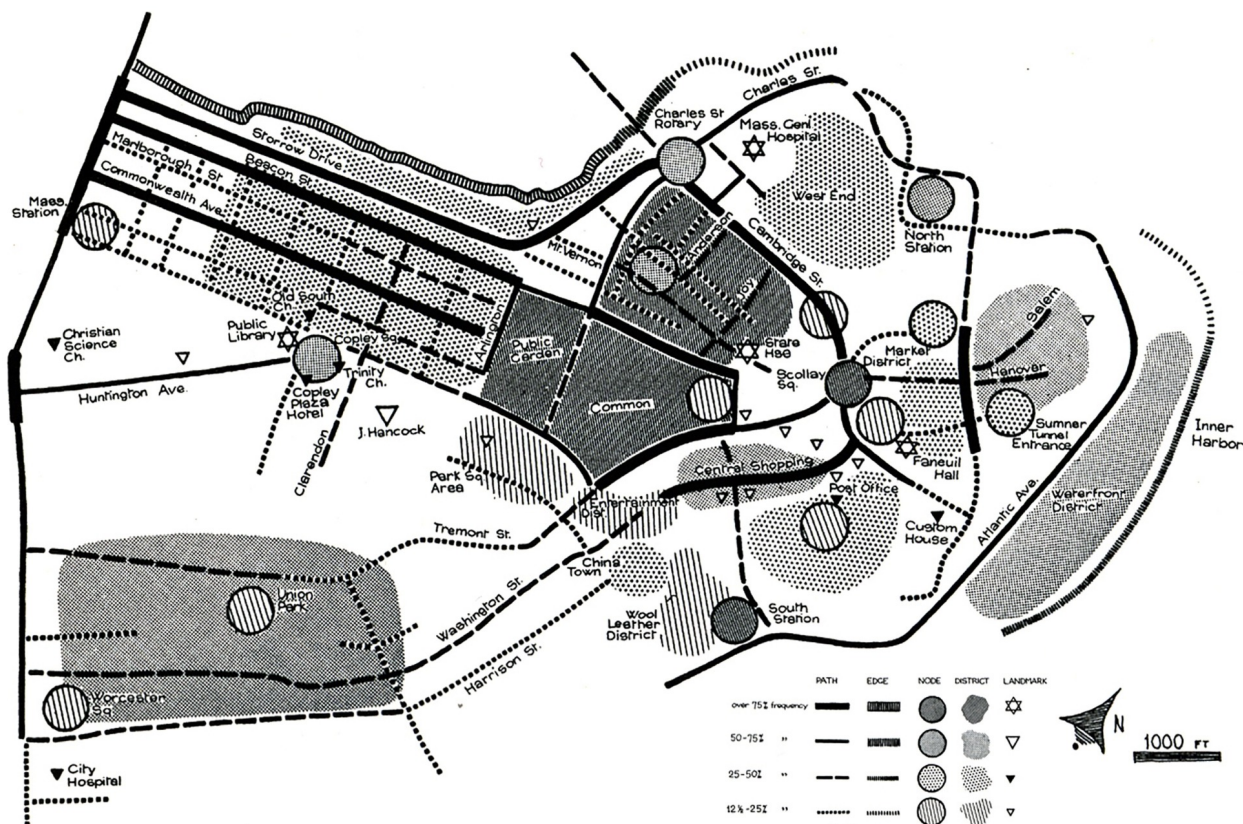 Charles St.
Charles St
Rotary
Mass. Genl
Hospital
Storrow Drive
Beacon St.
Marlborough St
Commonwealth Ave.
Mass.
Station
West End
North
Station
Mt. Vernon
Anderson
Cambridge St.
Joy
Salem
Old South
Public
Library
Copley Sq.
Christian
Science Ch.
Trinity
Ch.
Arlington
Public
Garden
State
Hse
Market
District
Scollay
Sq.
Hanover
Huntington Ave.
Copley
Plaza
Hotel
J. Hancock
Common
Sumner
Tunnel
Entrance
Inner
Harbor
Clarendon
Park Sq.
Area
Central Shopping
Faneuil
Hall
Entertainment
Dist.
Post Office
Custom
House
Atlantic Ave.
Waterfront
District
Tremont St.
China
Town
Washington St.
Union
Park
Wool
Leather
District
South
Station
Harrison St.
Worcester
Sq.
City
Hospital
PATH EDGE NODE DISTRICT LANDMARK
over 75% frequency
50-75% "
25-50% "
12½-25% "
N
1000 FT